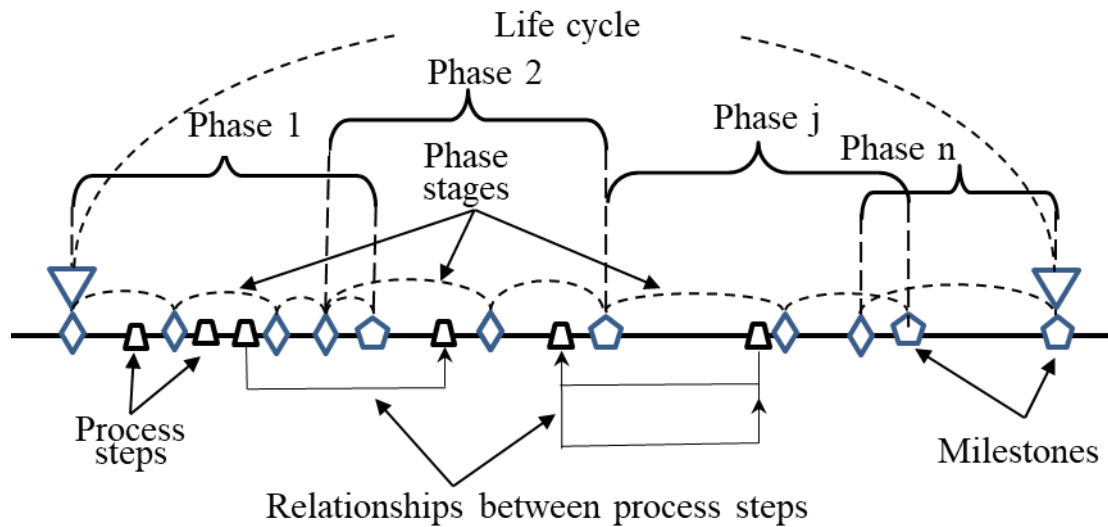 Life cycle
Phase 2
Phase 1
Phase j
Phase n
Phase
stages
Process
steps
Milestones
Relationships between process steps